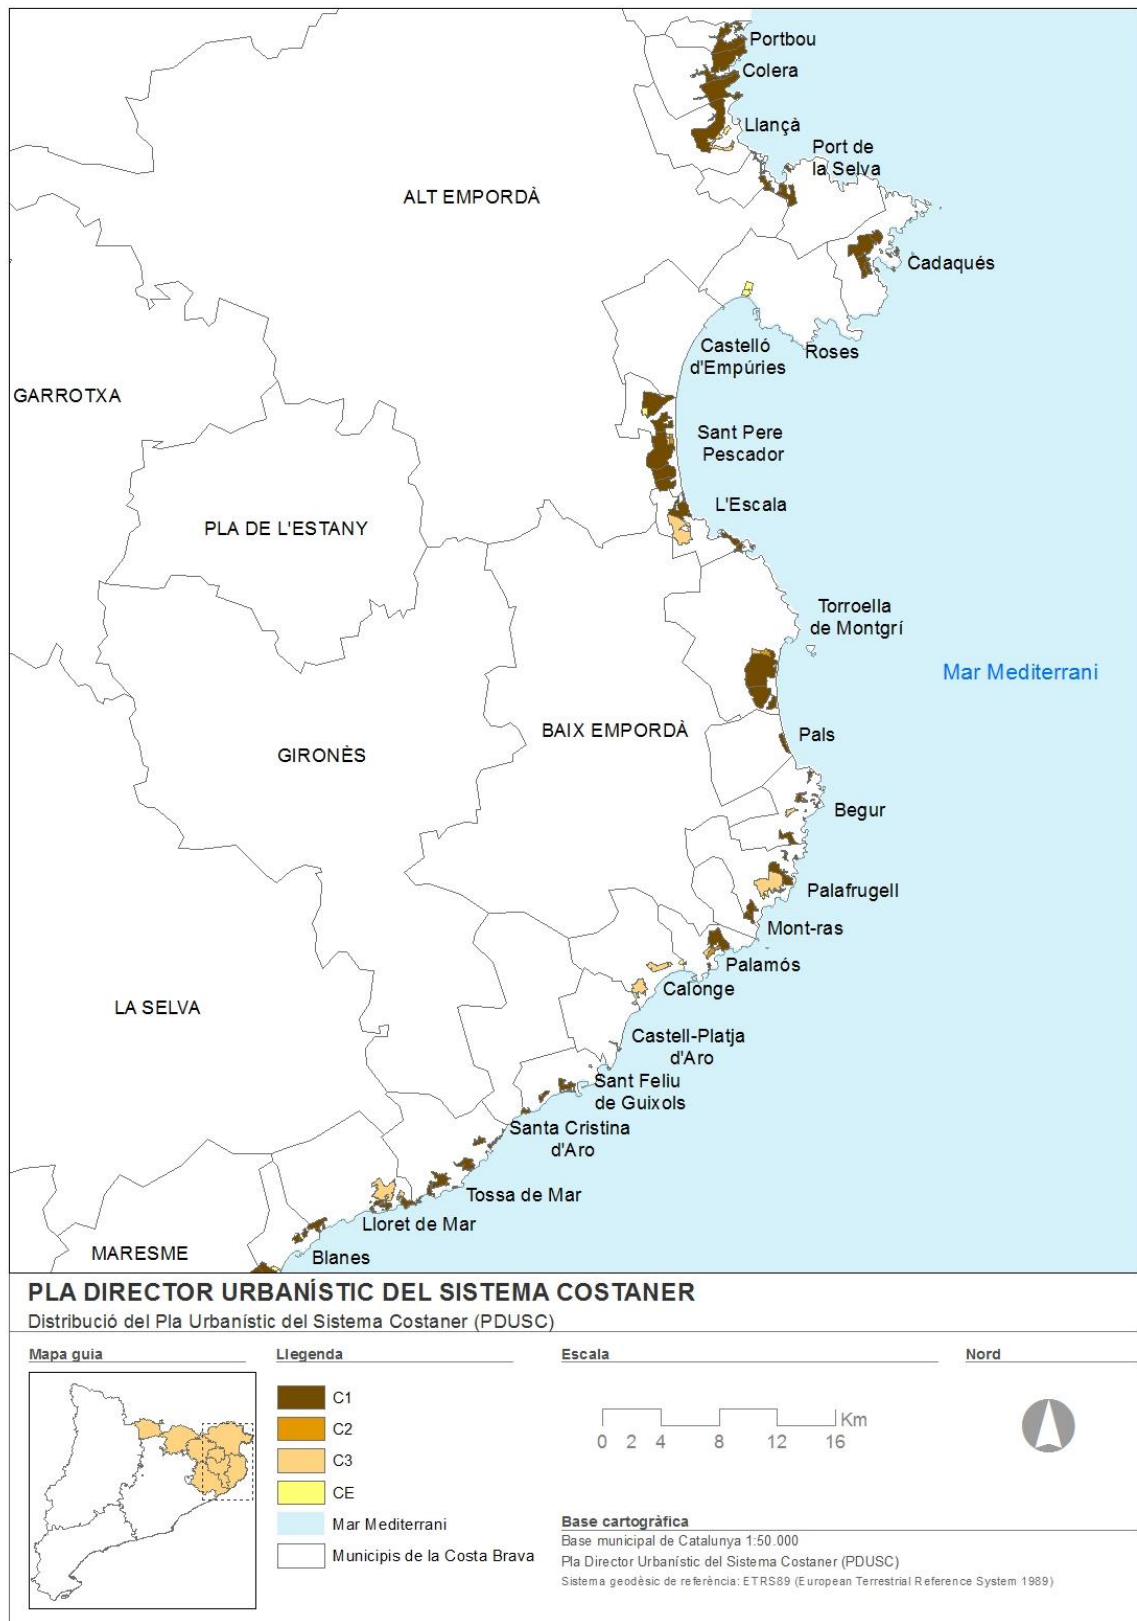 Portbou
Colera
Llançà
Port de
la Selva
ALT EMPORDÀ
Cadaqués
Castelló
d'Empúries
Roses
GARROTXA
Sant Pere
Pescador
L'Escala
PLA DE L'ESTANY
Torroella
de Montgrí
Mar Mediterrani
BAIX EMPORDÀ
Pals
GIRONÈS
Begur
Palafrugell
Mont-ras
Palamós
Calonge
LA SELVA
Castell-Platja
d'Aro
Sant Feliu
de Guixols
Santa Cristina
d'Aro
Tossa de Mar
Lloret de Mar
MARESME
Blanes
PLA DIRECTOR URBANÍSTIC DEL SISTEMA COSTANER
Distribució del Pla Urbanístic del Sistema Costaner (PDUSC)
Mapa guia
Llegenda
C1
C2
C3
CE
Mar Mediterrani
Municipis de la Costa Brava
Escala
Km
0 2 4 8 12 16
Nord
Base cartogràfica
Base municipal de Catalunya 1:50.000
Pla Director Urbanístic del Sistema Costaner (PDUSC)
Sistema geodèsic de referència: ETRS89 (European Terrestrial Reference System 1989)